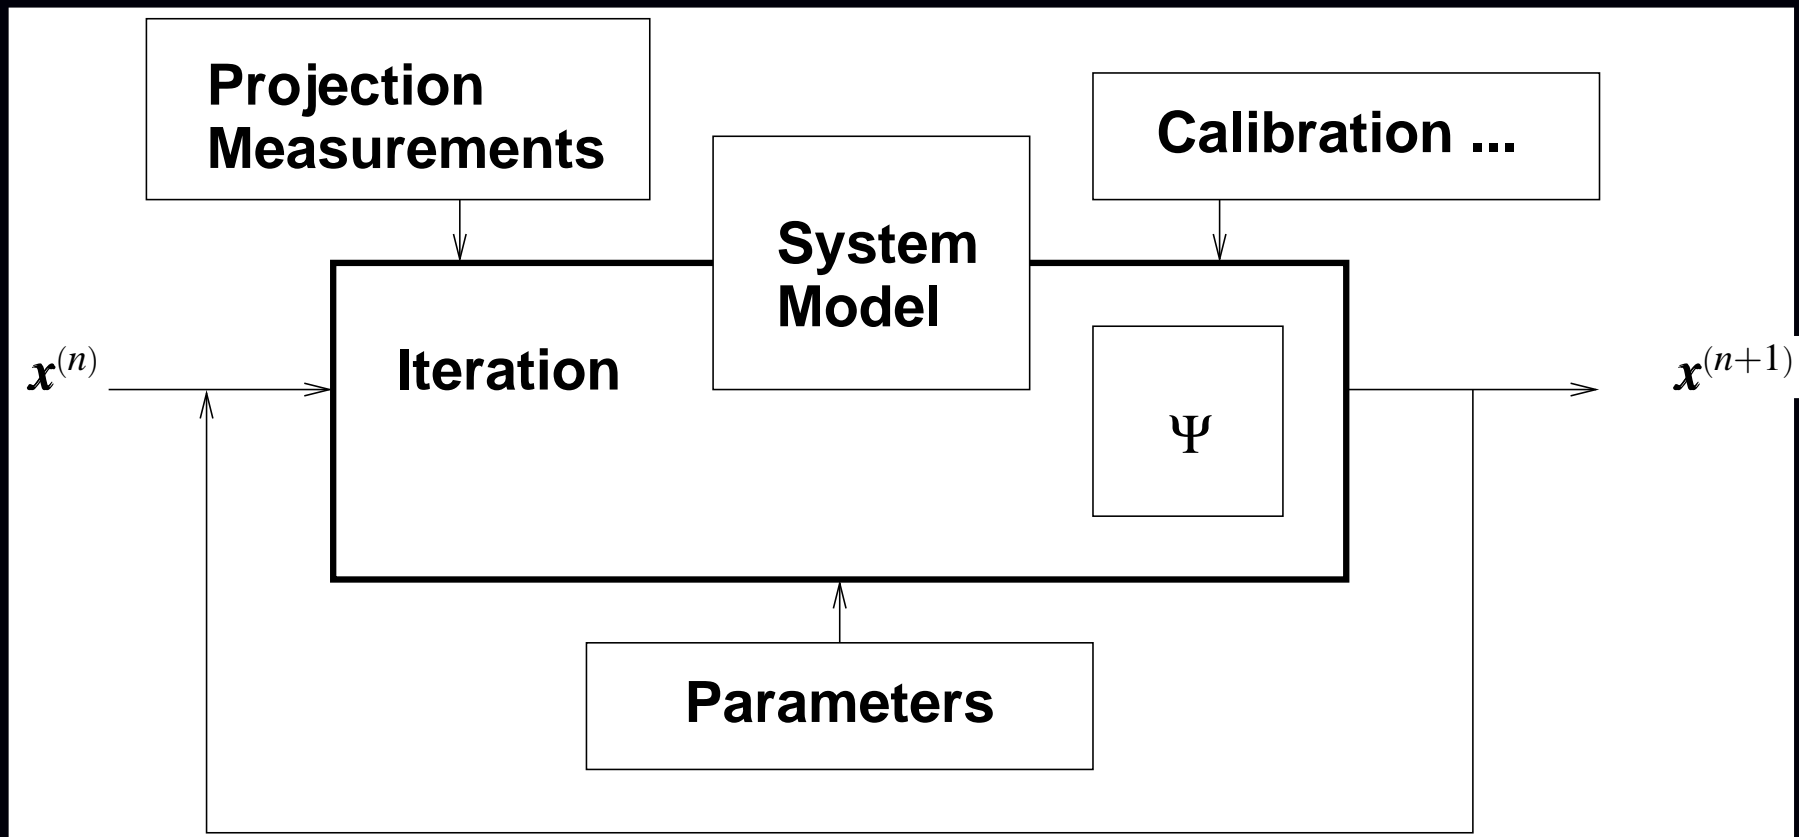 Projection
Measurements
Calibration ...
System
Model
Iteration
x^(n)
x^(n+1)
Ψ
Parameters